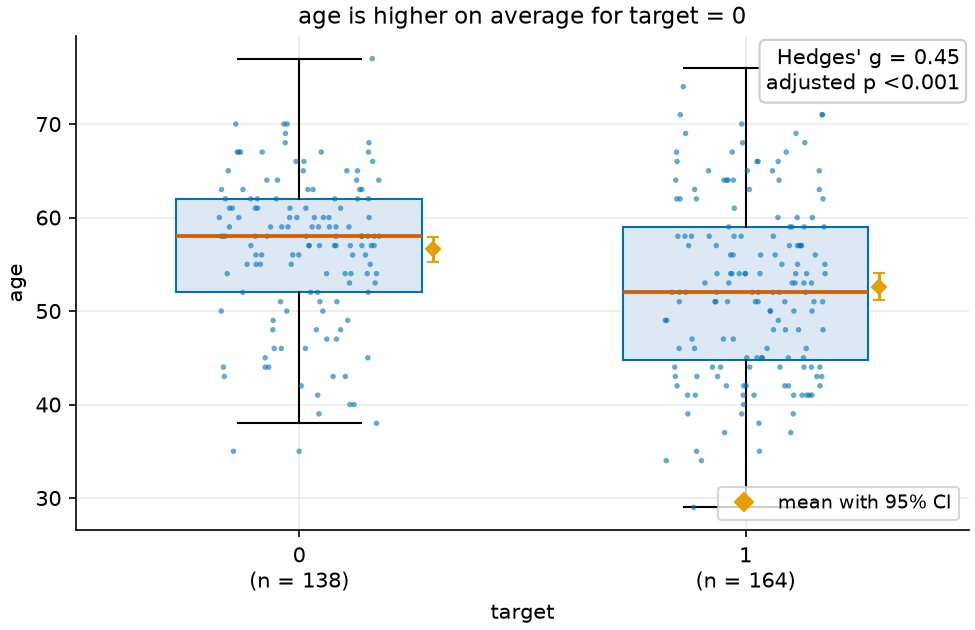 age is higher on average for target = 0
Hedges' g = 0.45
adjusted p <0.001
age
70
60
50
40
30
mean with 95% CI
0
(n = 138)
1
(n = 164)
target